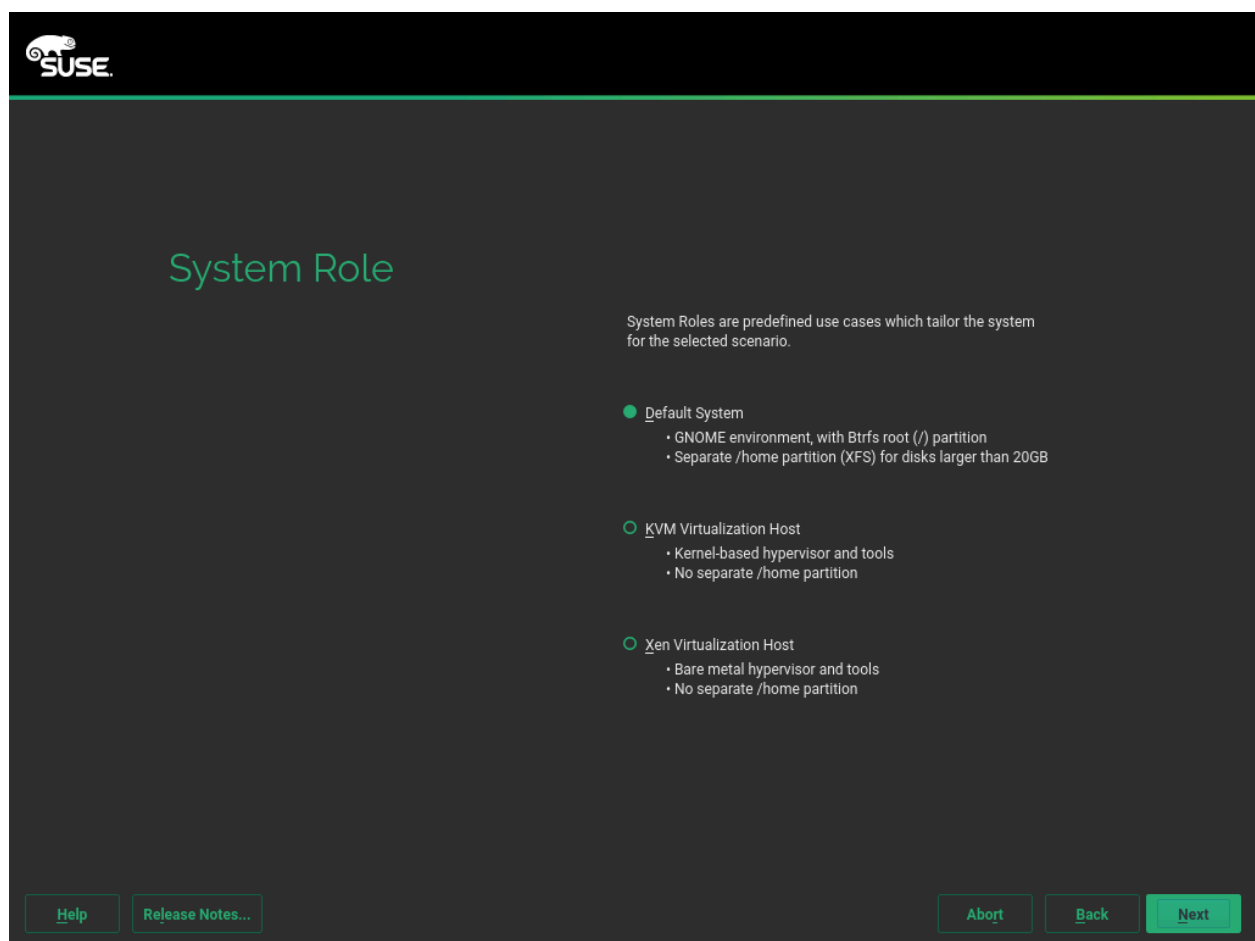 SUSE.
System Role
System Roles are predefined use cases which tailor the system
for the selected scenario.
Default System
• GNOME environment, with Btrfs root (/) partition
• Separate /home partition (XFS) for disks larger than 20GB
KVM Virtualization Host
• Kernel-based hypervisor and tools
• No separate /home partition
Xen Virtualization Host
• Bare metal hypervisor and tools
• No separate /home partition
Help Release Notes... Abort Back Next